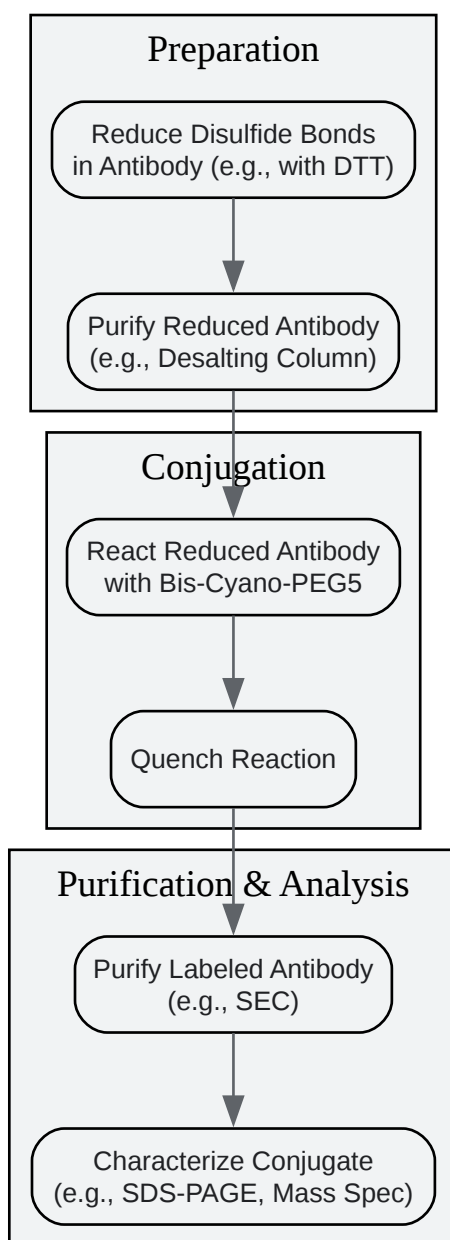 Preparation
Reduce Disulfide Bonds
in Antibody (e.g., with DTT)
Purify Reduced Antibody
(e.g., Desalting Column)
Conjugation
React Reduced Antibody
with Bis-Cyano-PEG5
Quench Reaction
Purification & Analysis
Purify Labeled Antibody
(e.g., SEC)
Characterize Conjugate
(e.g., SDS-PAGE, Mass Spec)